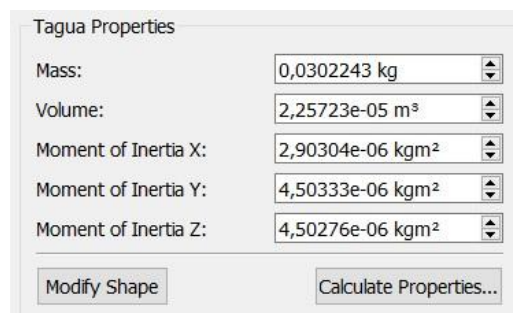 Tagua Properties
Mass: 0,0302243 kg
Volume: 2,25723e-05 m³
Moment of Inertia X: 2,90304e-06 kgm²
Moment of Inertia Y: 4,50333e-06 kgm²
Moment of Inertia Z: 4,50276e-06 kgm²
Modify Shape Calculate Properties...